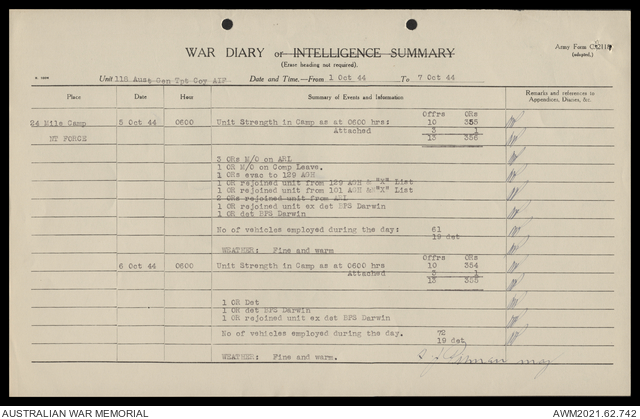 WAR DIARY or INTELLIGENCE SUMMARY
(Erase heading not required).
Army Form C.2118
(adapted.)
Unit 118 Aust Gen Tpt Coy AIF Date and Time.—From 1 Oct 44 To 7 Oct 44
Place Date Hour Summary of Events and Information Remarks and references to Appendices, Diaries, &c.
Offrs ORs
24 Mile Camp 5 Oct 44 0600 Unit Strength in Camp as at 0600 hrs: 10 355
Attached 3 1
NT FORCE 13 356
3 ORs M/O on ARL
1 OR M/O on Comp Leave.
1 ORs evac to 129 AGH
1 OR rejoined unit from 129 AGH & "X" List
1 OR rejoined unit from 101 AGH &"X" List
2 ORs rejoined unit from ARL
1 OR rejoined unit ex det BFS Darwin
1 OR det BFS Darwin
No of vehicles employed during the day: 61
19 det
WEATHER: Fine and warm
Offrs ORs
6 Oct 44 0600 Unit Strength in Camp as at 0600 hrs 10 354
Attached 3 1
13 355
1 OR Det
1 OR det BFS Darwin
1 OR rejoined unit ex det BFS Darwin
No of vehicles employed during the day. 72
19 det
WEATHER: Fine and warm.
AUSTRALIAN WAR MEMORIAL AWM2021.62.742